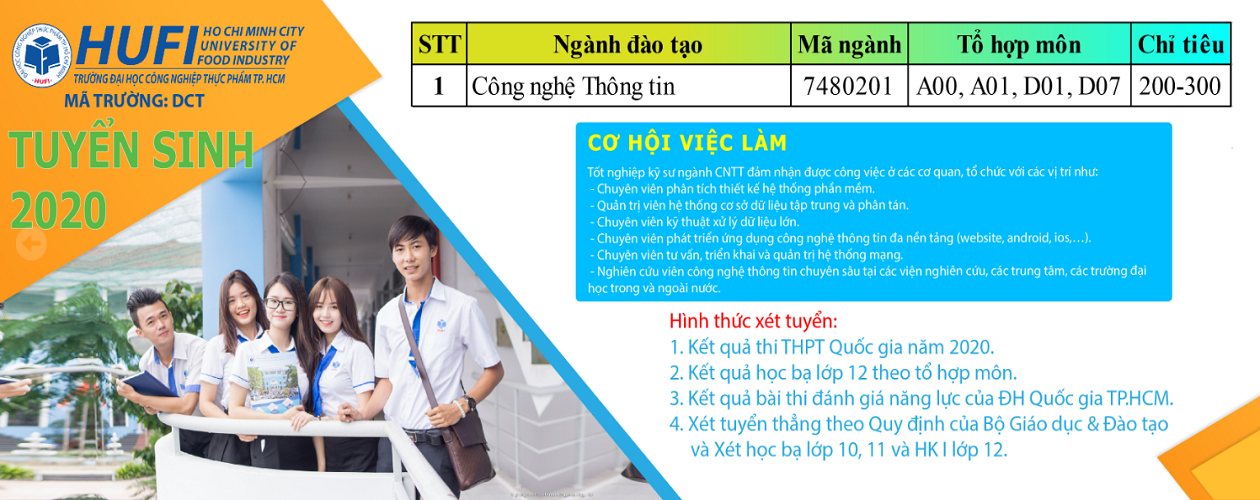 HUFI
HO CHI MINH CITY
UNIVERSITY OF
FOOD INDUSTRY
TRƯỜNG ĐẠI HỌC CÔNG NGHIỆP THỰC PHẨM TP. HCM
MÃ TRƯỜNG: DCT
TUYỂN SINH
2020
STT Ngành đào tạo Mã ngành Tổ hợp môn Chỉ tiêu
1 Công nghệ Thông tin 7480201 A00, A01, D01, D07 200-300
CƠ HỘI VIỆC LÀM
Tốt nghiệp kỹ sư ngành CNTT đảm nhận được công việc ở các cơ quan, tổ chức với các vị trí như:
- Chuyên viên phân tích thiết kế hệ thống phần mềm.
- Quản trị viên hệ thống cơ sở dữ liệu tập trung và phân tán.
- Chuyên viên kỹ thuật xử lý dữ liệu lớn.
- Chuyên viên phát triển ứng dụng công nghệ thông tin đa nền tảng (website, android, ios,…).
- Chuyên viên tư vấn, triển khai và quản trị hệ thống mạng.
- Nghiên cứu viên công nghệ thông tin chuyên sâu tại các viện nghiên cứu, các trung tâm, các trường đại
học trong và ngoài nước.
Hình thức xét tuyển:
1. Kết quả thi THPT Quốc gia năm 2020.
2. Kết quả học bạ lớp 12 theo tổ hợp môn.
3. Kết quả bài thi đánh giá năng lực của ĐH Quốc gia TP.HCM.
4. Xét tuyển thẳng theo Quy định của Bộ Giáo dục & Đào tạo
và Xét học bạ lớp 10, 11 và HK I lớp 12.